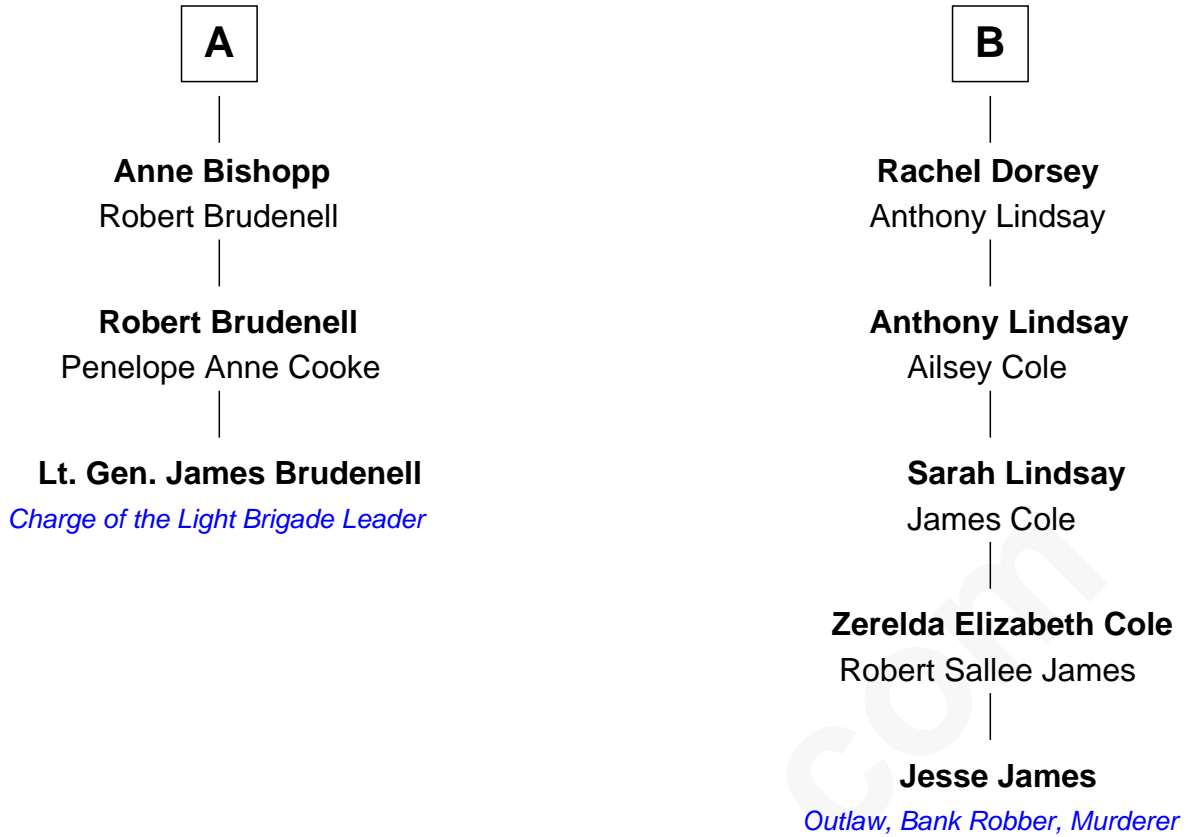 A
Anne Bishopp
Robert Brudenell
Robert Brudenell
Penelope Anne Cooke
Lt. Gen. James Brudenell
Charge of the Light Brigade Leader
B
Rachel Dorsey
Anthony Lindsay
Anthony Lindsay
Ailsey Cole
Sarah Lindsay
James Cole
Zerelda Elizabeth Cole
Robert Sallee James
Jesse James
Outlaw, Bank Robber, Murderer
com